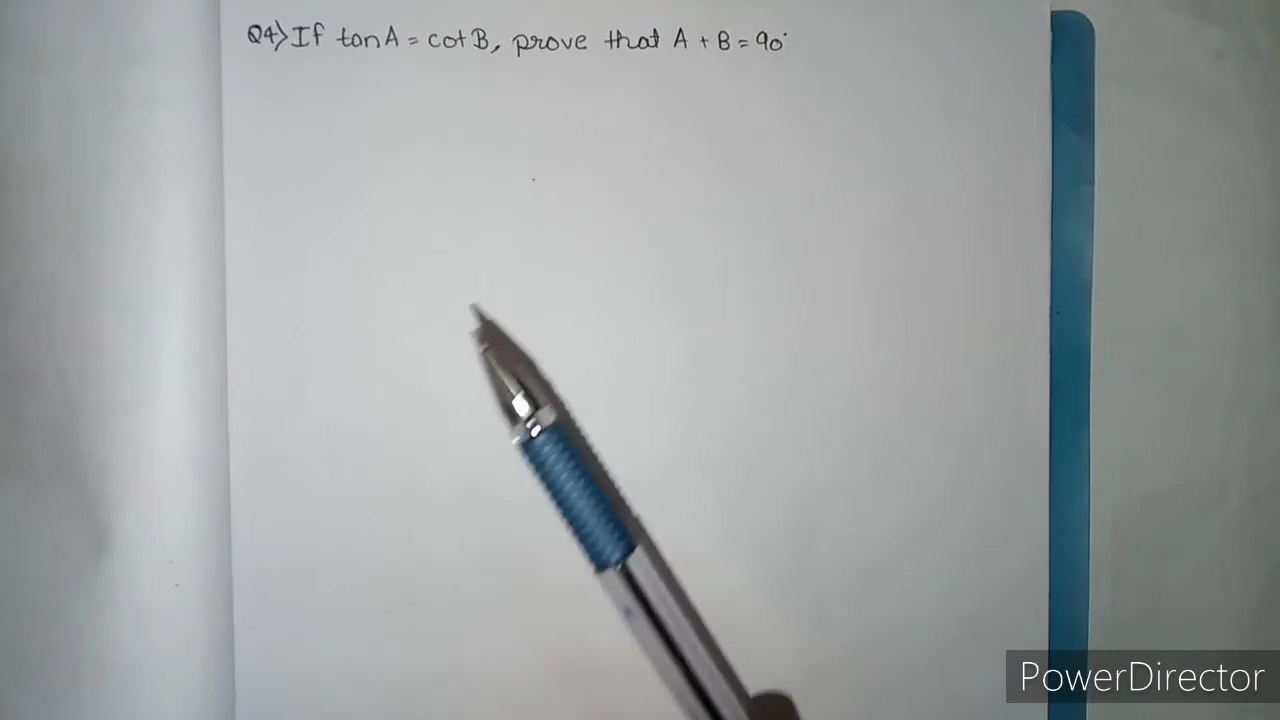 Q4) If tan A = cot B, prove that A + B = 90°
PowerDirector